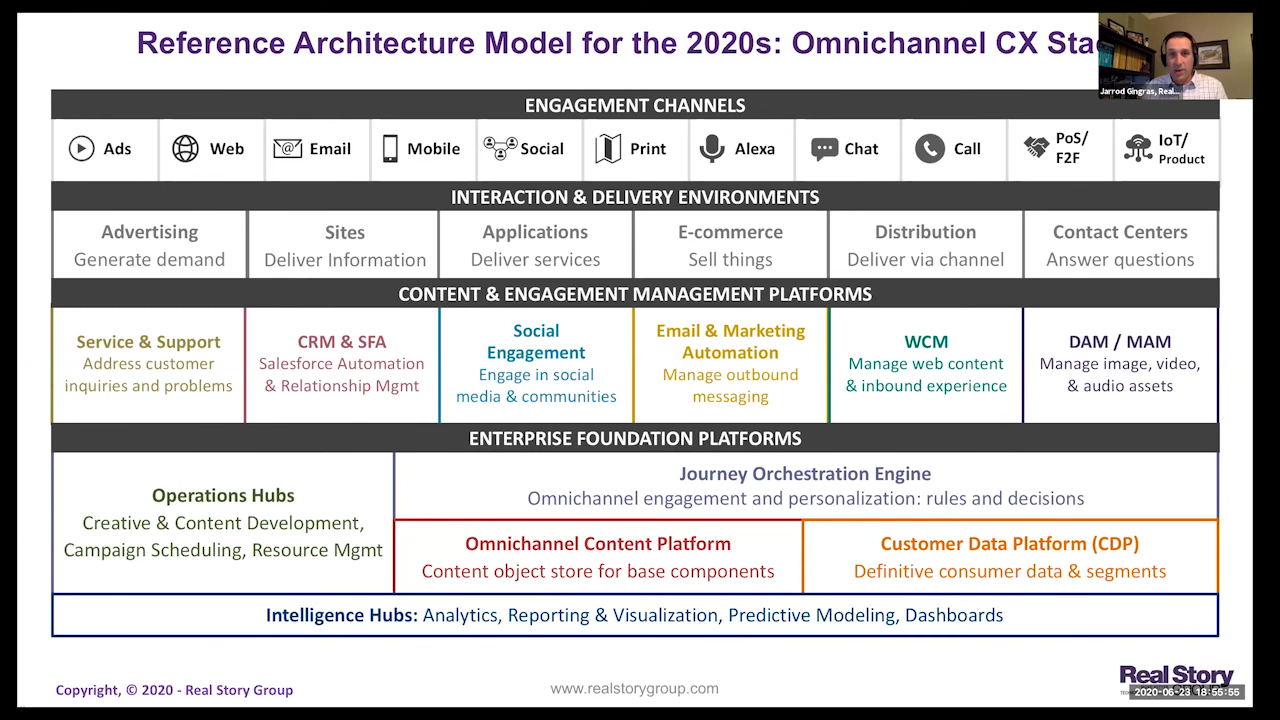 Reference Architecture Model for the 2020s: Omnichannel CX Stac
Jarrod Gingras, Real...
ENGAGEMENT CHANNELS
Ads
Web
Email
Mobile
Social
Print
Alexa
Chat
Call
PoS/
F2F
IoT/
Product
INTERACTION & DELIVERY ENVIRONMENTS
Advertising
Generate demand
Sites
Deliver Information
Applications
Deliver services
E-commerce
Sell things
Distribution
Deliver via channel
Contact Centers
Answer questions
CONTENT & ENGAGEMENT MANAGEMENT PLATFORMS
Service & Support
Address customer
inquiries and problems
CRM & SFA
Salesforce Automation
& Relationship Mgmt
Social
Engagement
Engage in social
media & communities
Email & Marketing
Automation
Manage outbound
messaging
WCM
Manage web content
& inbound experience
DAM / MAM
Manage image, video,
& audio assets
ENTERPRISE FOUNDATION PLATFORMS
Operations Hubs
Creative & Content Development,
Campaign Scheduling, Resource Mgmt
Journey Orchestration Engine
Omnichannel engagement and personalization: rules and decisions
Omnichannel Content Platform
Content object store for base components
Customer Data Platform (CDP)
Definitive consumer data & segments
Intelligence Hubs: Analytics, Reporting & Visualization, Predictive Modeling, Dashboards
Copyright, © 2020 - Real Story Group
www.realstorygroup.com
Real Story
2020-06-23 18:55:55